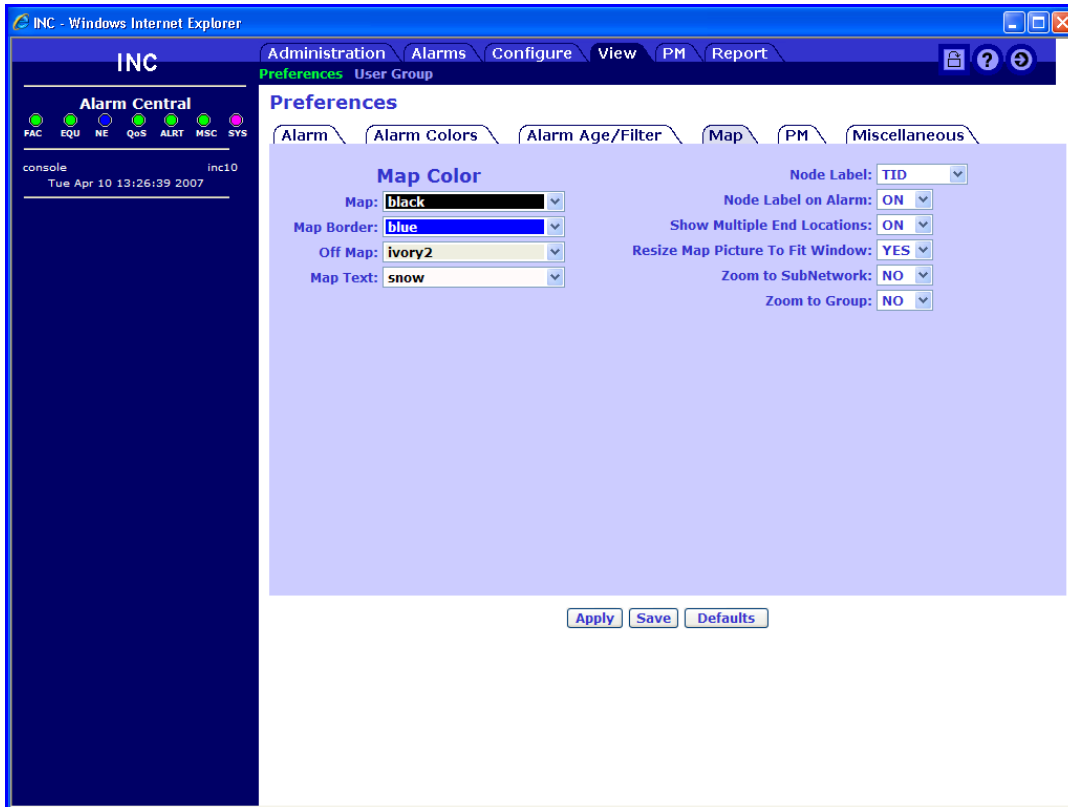 INC - Windows Internet Explorer
INC
Administration Alarms Configure View PM Report
Preferences User Group
Alarm Central
FAC EQU NE QoS ALRT MSC SYS
console inc10
Tue Apr 10 13:26:39 2007
Preferences
Alarm Alarm Colors Alarm Age/Filter Map PM Miscellaneous
Map Color
Map: black
Map Border: blue
Off Map: ivory2
Map Text: snow
Node Label: TID
Node Label on Alarm: ON
Show Multiple End Locations: ON
Resize Map Picture To Fit Window: YES
Zoom to SubNetwork: NO
Zoom to Group: NO
Apply Save Defaults